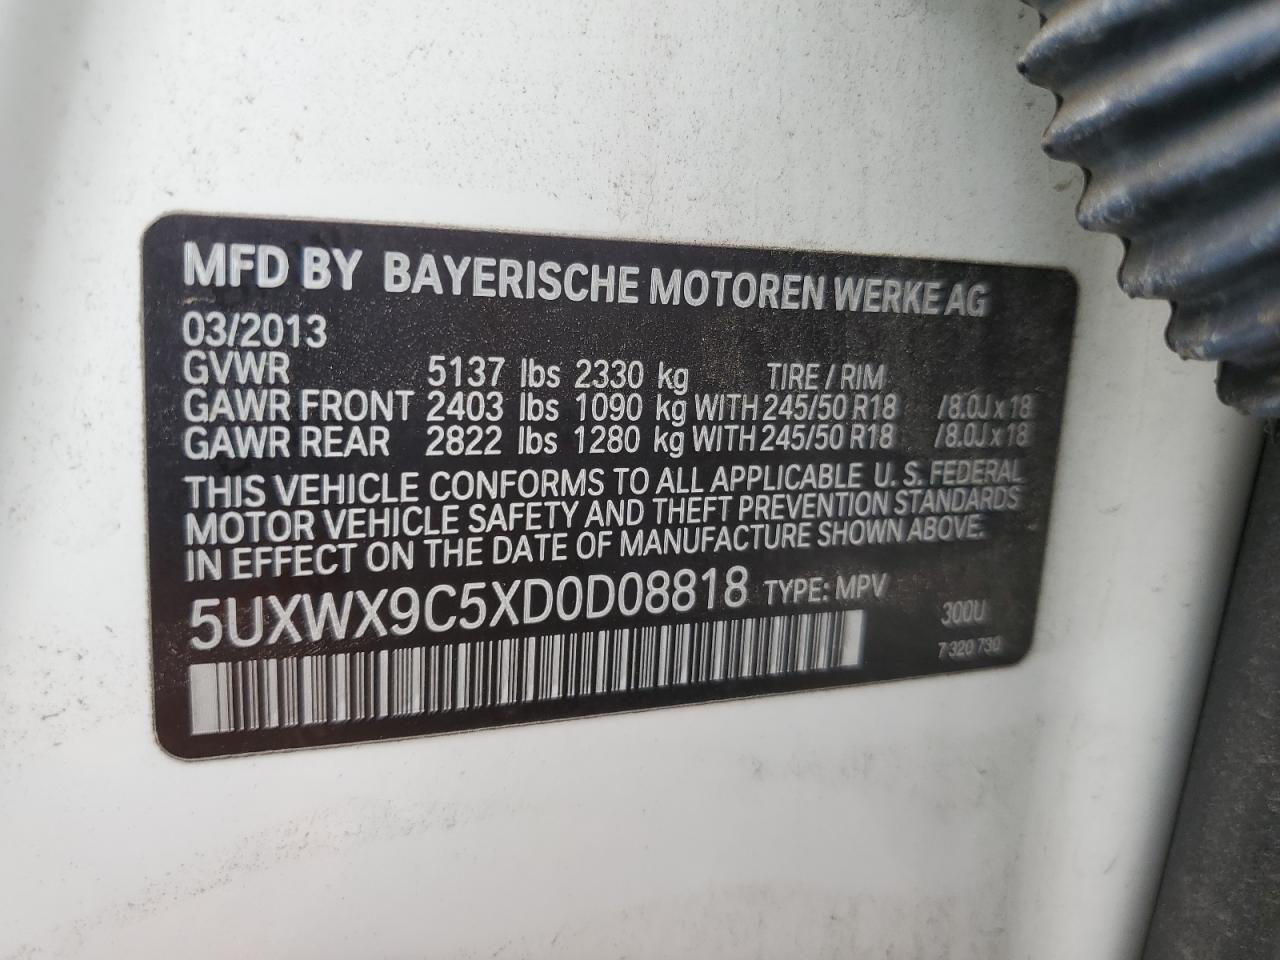 MFD BY BAYERISCHE MOTOREN WERKE AG
03/2013
GVWR 5137 lbs 2330 kg TIRE / RIM
GAWR FRONT 2403 lbs 1090 kg WITH 245/50 R18 /8.0J x 18
GAWR REAR 2822 lbs 1280 kg WITH 245/50 R18 /8.0J x 18
THIS VEHICLE CONFORMS TO ALL APPLICABLE U. S. FEDERAL
MOTOR VEHICLE SAFETY AND THEFT PREVENTION STANDARDS
IN EFFECT ON THE DATE OF MANUFACTURE SHOWN ABOVE.
5UXWX9C5XD0D08818 TYPE: MPV
300U
7 320 730